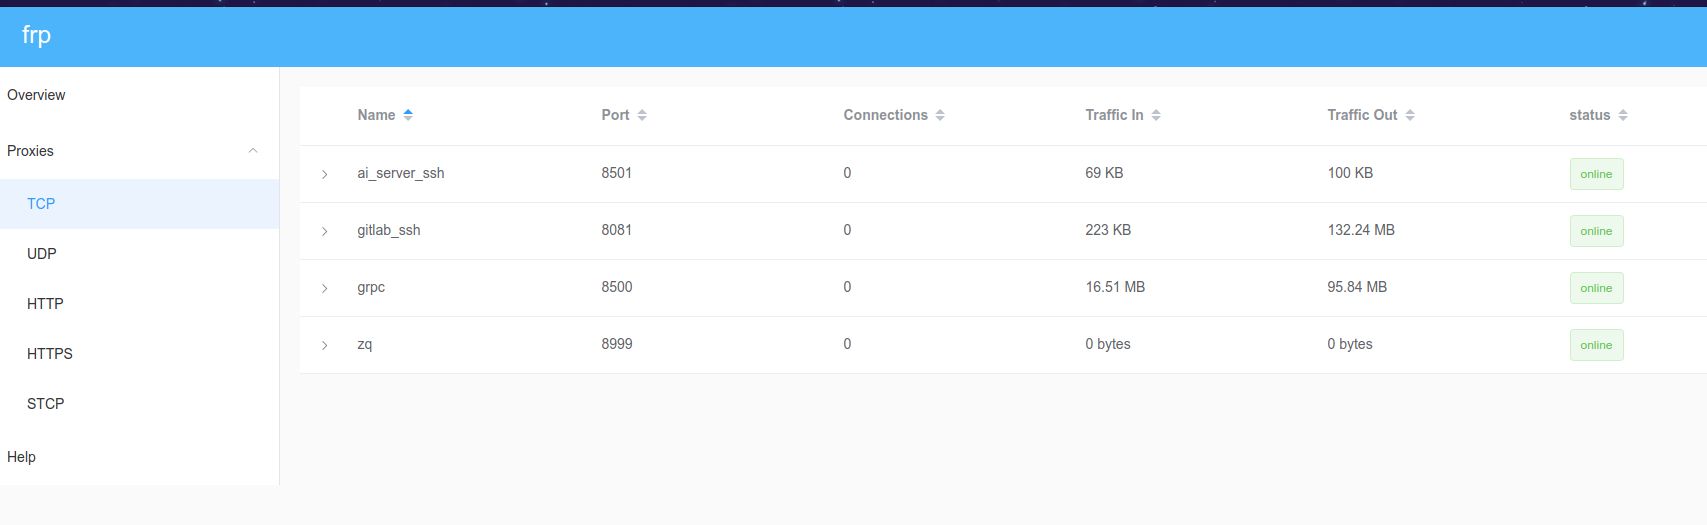 frp
Overview
Proxies
TCP
UDP
HTTP
HTTPS
STCP
Help
Name Port Connections Traffic In Traffic Out status
ai_server_ssh 8501 0 69 KB 100 KB online
gitlab_ssh 8081 0 223 KB 132.24 MB online
grpc 8500 0 16.51 MB 95.84 MB online
zq 8999 0 0 bytes 0 bytes online